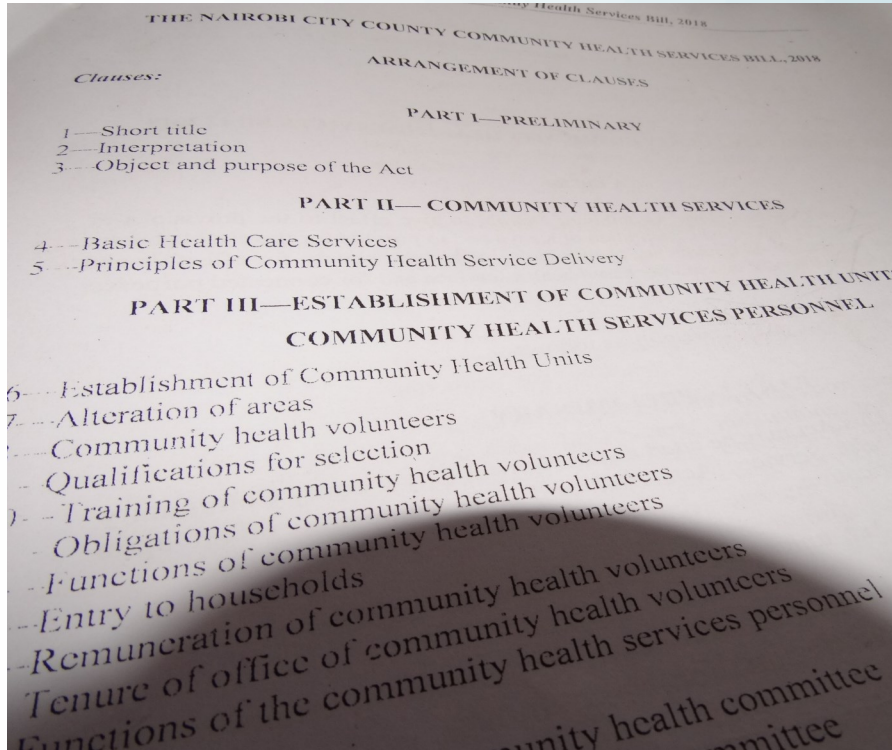 Health Services Bill, 2018
THE NAIROBI CITY COUNTY COMMUNITY HEALTH SERVICES BILL, 2018
ARRANGEMENT OF CLAUSES
Clauses:
PART I—PRELIMINARY
1—Short title
2—Interpretation
3—Object and purpose of the Act
PART II— COMMUNITY HEALTH SERVICES
4—Basic Health Care Services
5—Principles of Community Health Service Delivery
PART III—ESTABLISHMENT OF COMMUNITY HEALTH UNIT
COMMUNITY HEALTH SERVICES PERSONNEL
6—Establishment of Community Health Units
7—Alteration of areas
Community health volunteers
Qualifications for selection
Training of community health volunteers
Obligations of community health volunteers
Functions of community health volunteers
Entry to households
Remuneration of community health volunteers
Tenure of office of community health volunteers
Functions of the community health services personnel
health committee